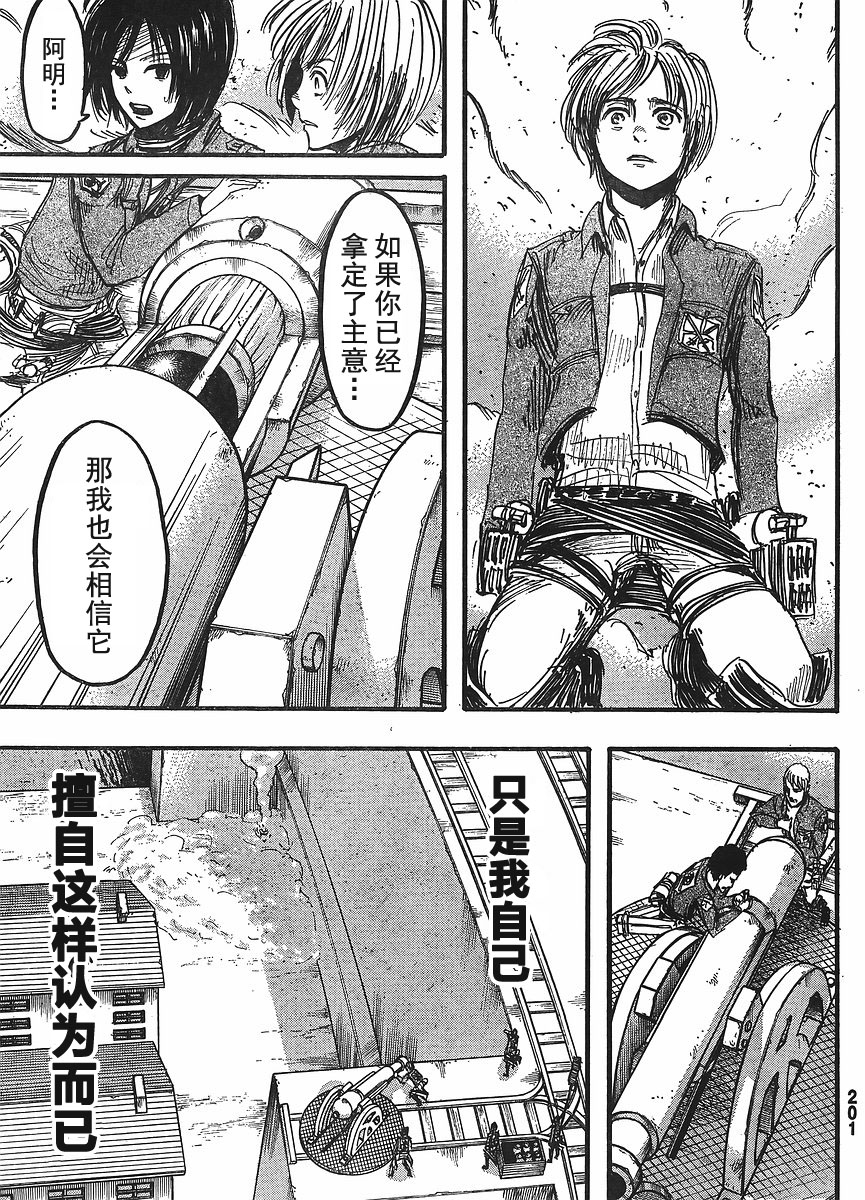 阿明…
如果你已经
拿定了主意…
那我也会相信它
只是我自己
擅自这样认为而已
201